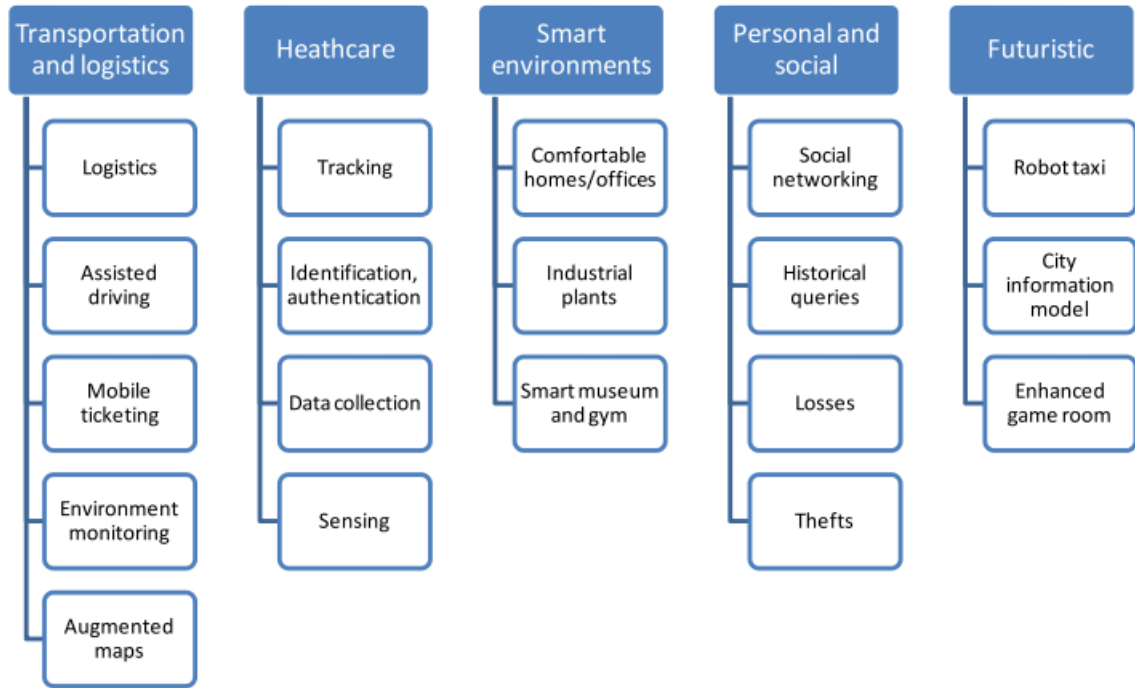 Transportation
and logistics
Logistics
Assisted
driving
Mobile
ticketing
Environment
monitoring
Augmented
maps
Heathcare
Tracking
Identification,
authentication
Data collection
Sensing
Smart
environments
Comfortable
homes/offices
Industrial
plants
Smart museum
and gym
Personal and
social
Social
networking
Historical
queries
Losses
Thefts
Futuristic
Robot taxi
City
information
model
Enhanced
game room